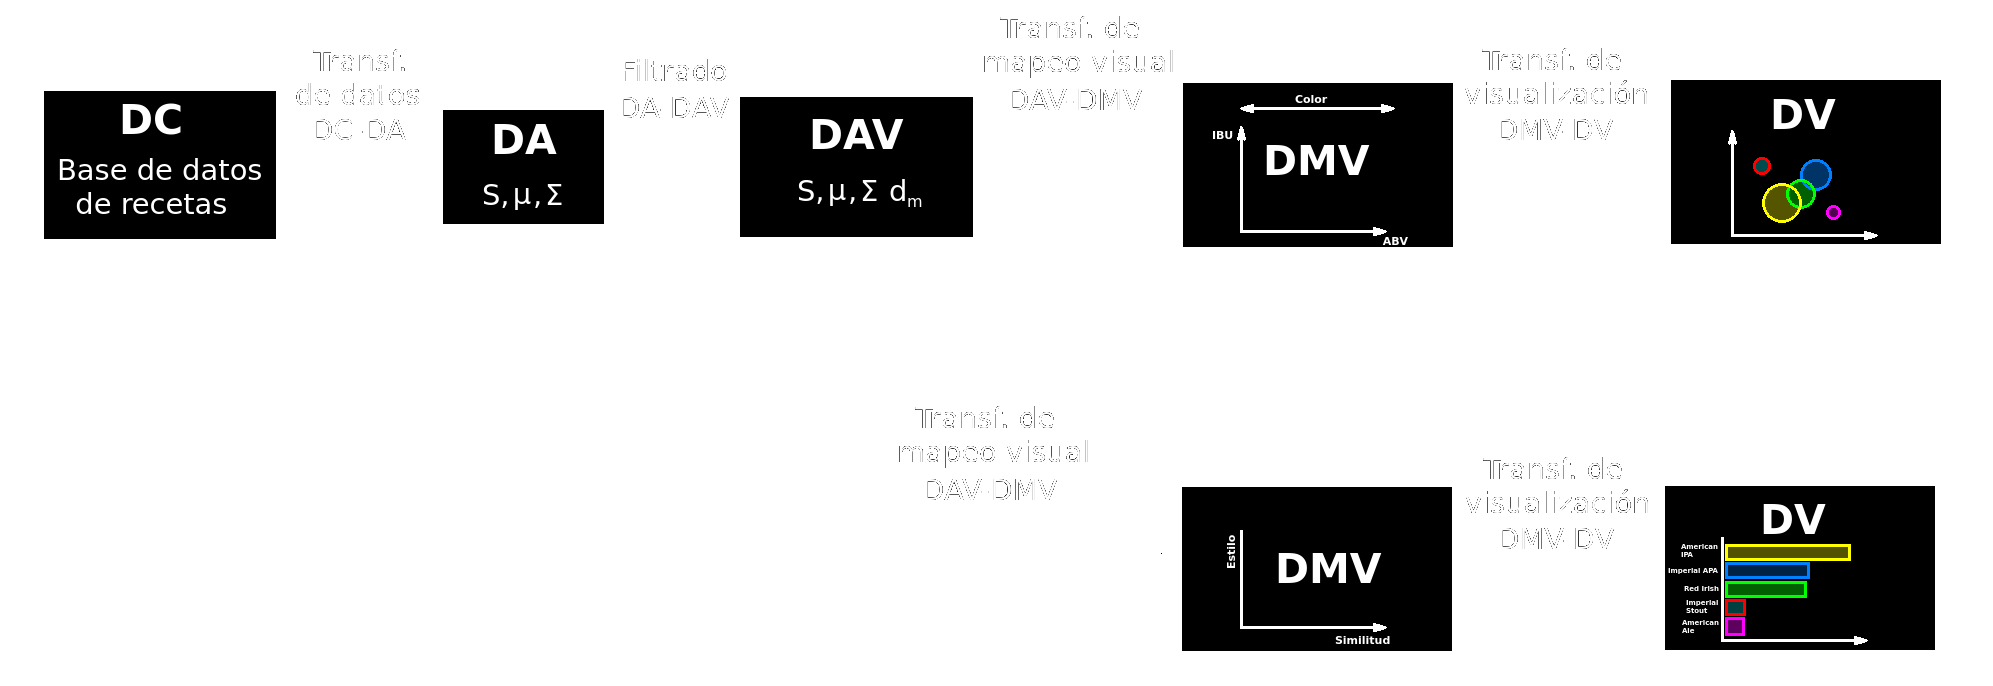 DC
Base de datos
de recetas
Transf.
de datos
DC-DA
DA
S, μ, Σ
Filtrado
DA-DAV
DAV
S, μ, Σ dm
Transf. de
mapeo visual
DAV-DMV
Color
IBU
DMV
ABV
Transf. de
visualización
DMV-DV
DV
Transf. de
mapeo visual
DAV-DMV
Estilo
DMV
Similitud
Transf. de
visualización
DMV-DV
DV
American
IPA
Imperial APA
Red Irish
Imperial
Stout
American
Ale